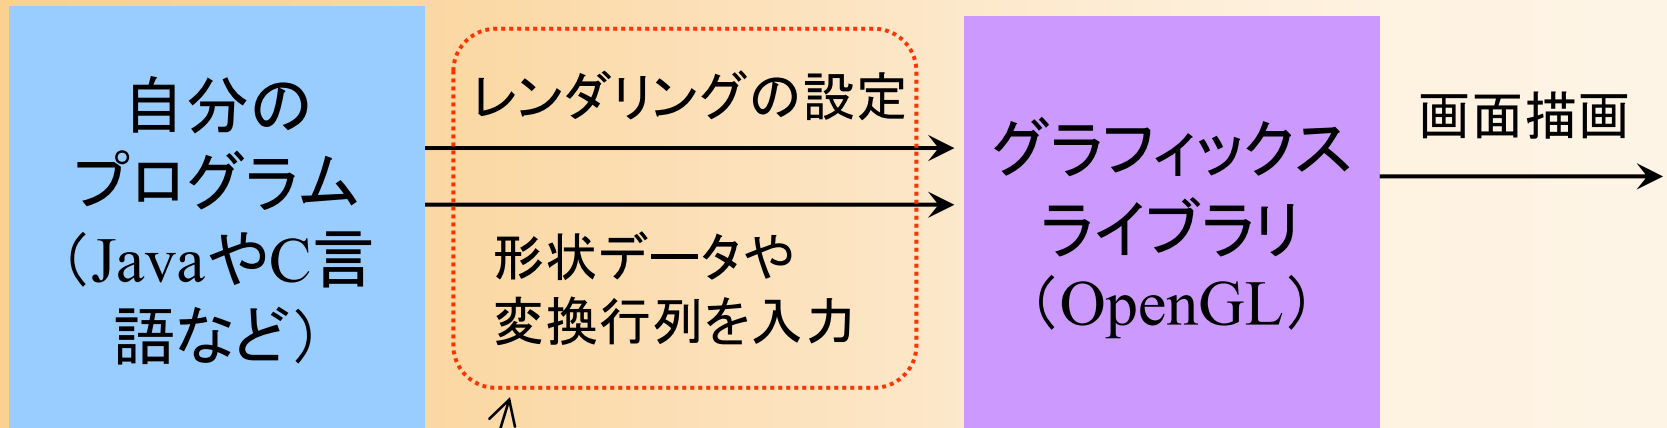 自分の
プログラム
（JavaやC言
語など）
レンダリングの設定
形状データや
変換行列を入力
グラフィックス
ライブラリ
（OpenGL）
画面描画